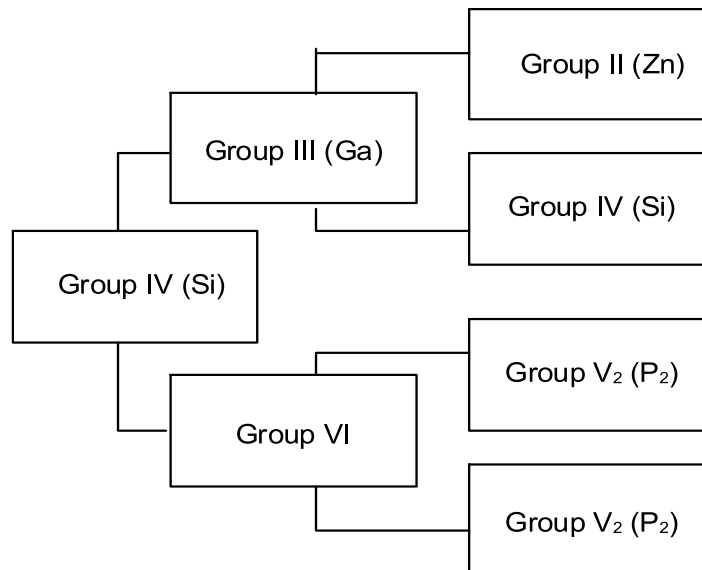 Group II (Zn)
Group III (Ga)
Group IV (Si)
Group IV (Si)
Group V₂ (P₂)
Group VI
Group V₂ (P₂)